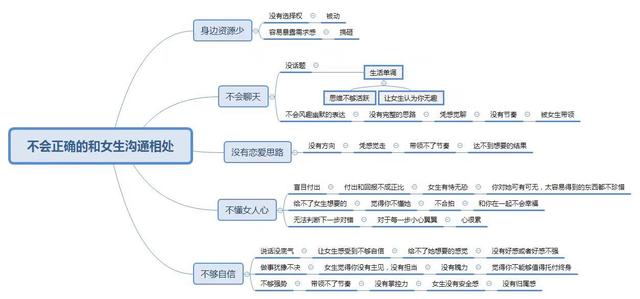 不会正确的和女生沟通相处
身边资源少
没有选择权 被动
容易暴露需求感 搞砸
不会聊天
没话题
生活单调
思维不够活跃 让女生认为你无趣
不会风趣幽默的表达 没有完整的思路 凭感觉解 没有节奏 被女生带领
没有恋爱思路
没有方向 凭感觉走 带领不了节奏 达不到想要的结果
不懂女人心
盲目付出 付出和回报不成正比 女生有恃无恐 你对她可有可无，太容易得到的东西都不珍惜
给不了女生想要的 觉得你不懂她 不合拍 和你在一起不会幸福
无法判断下一步对错 对于每一步小心翼翼 心很累
不够自信
说话没底气 让女生感受到不够自信 给不了她想要的感觉 没有好感或者好感不强
做事犹豫不决 女生觉得你没有主见，没有担当 没有魄力 觉得你不能够值得托付终身
不够强势 带领不了节奏 没有掌控力 女生没有安全感 没有归属感